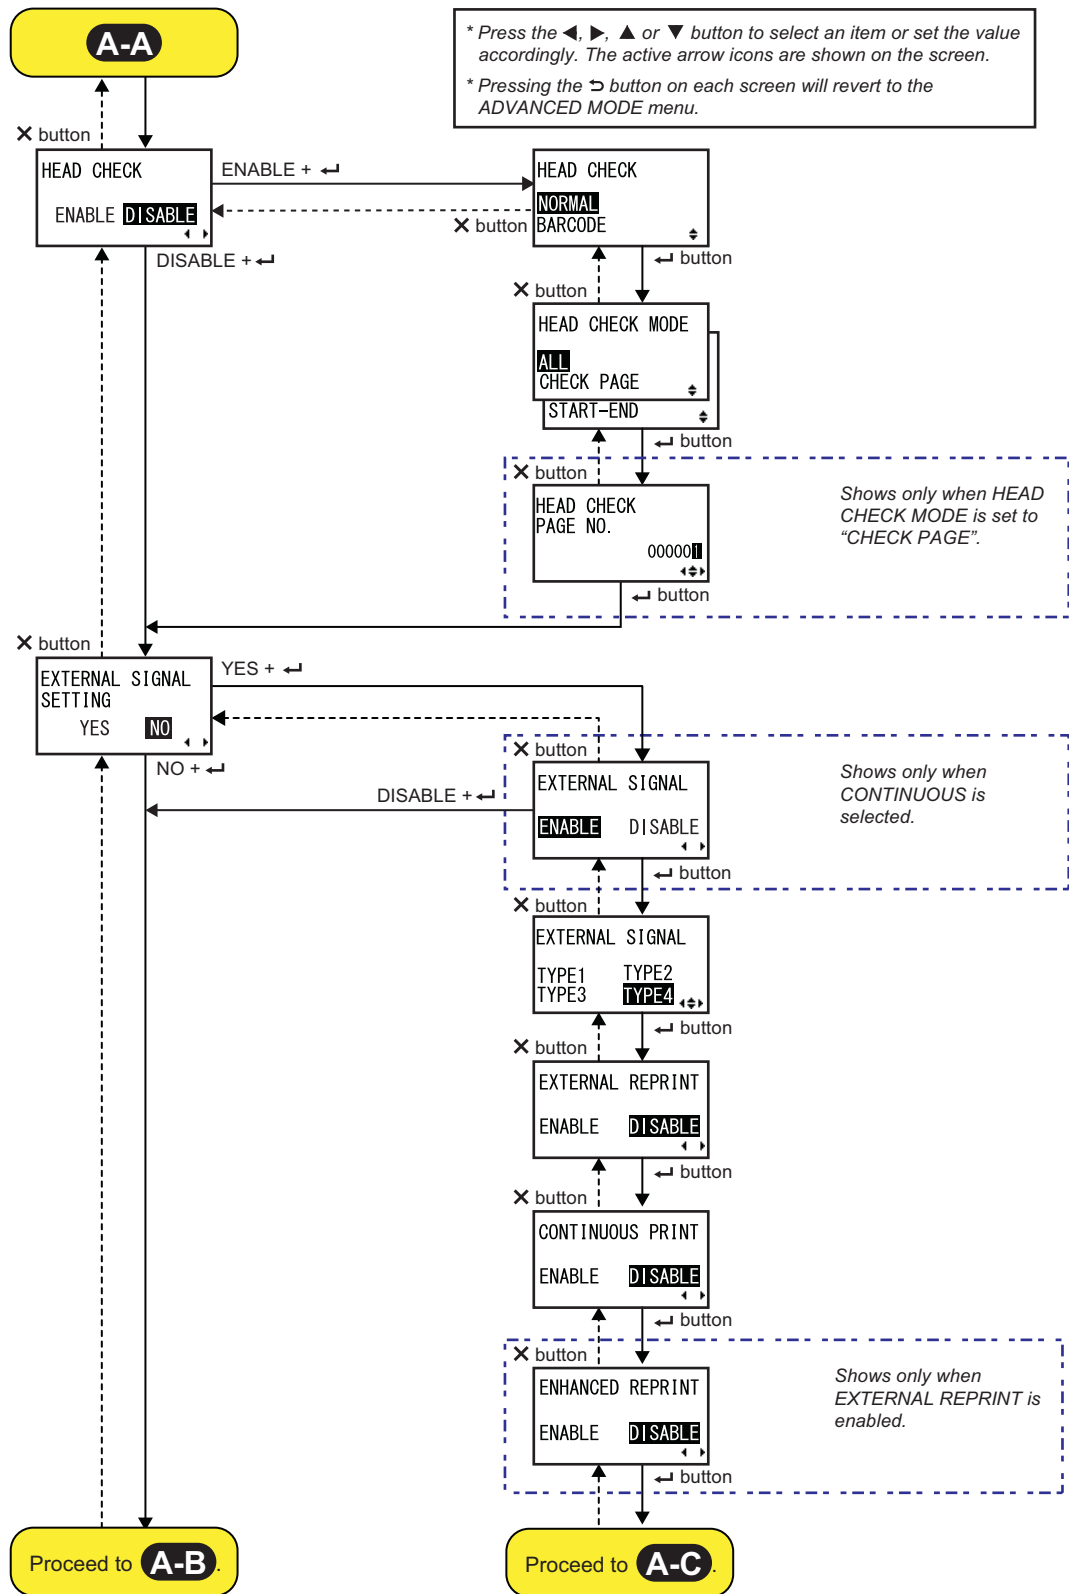 A-A
* Press the ◀, ▶, ▲ or ▼ button to select an item or set the value
accordingly. The active arrow icons are shown on the screen.
* Pressing the ⮌ button on each screen will revert to the
ADVANCED MODE menu.
✕ button
HEAD CHECK
ENABLE DISABLE
ENABLE + ↵
HEAD CHECK
NORMAL
BARCODE
✕ button
DISABLE + ↵
↵ button
✕ button
HEAD CHECK MODE
ALL
CHECK PAGE
START-END
↵ button
✕ button
HEAD CHECK
PAGE NO.
000001
Shows only when HEAD
CHECK MODE is set to
“CHECK PAGE”.
↵ button
✕ button
EXTERNAL SIGNAL
SETTING
YES NO
YES + ↵
NO + ↵
✕ button
EXTERNAL SIGNAL
ENABLE DISABLE
Shows only when
CONTINUOUS is
selected.
DISABLE + ↵
↵ button
✕ button
EXTERNAL SIGNAL
TYPE1 TYPE2
TYPE3 TYPE4
↵ button
✕ button
EXTERNAL REPRINT
ENABLE DISABLE
↵ button
✕ button
CONTINUOUS PRINT
ENABLE DISABLE
↵ button
✕ button
ENHANCED REPRINT
ENABLE DISABLE
Shows only when
EXTERNAL REPRINT is
enabled.
↵ button
Proceed to A-B.
Proceed to A-C.